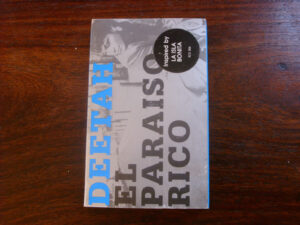 DEETAH
EL
PARAISO
RICO
Inspired by
LA ISLA
BONITA